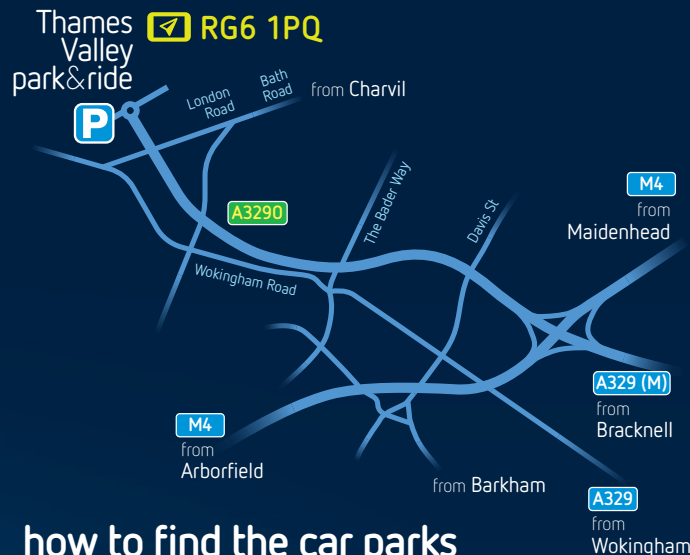 Thames
Valley
park&ride
RG6 1PQ
P
London
Road
Bath
Road
from Charvil
A3290
The Bader Way
Davis St
M4
from
Maidenhead
Wokingham Road
A329 (M)
from
Bracknell
M4
from
Arborfield
from Barkham
A329
from
Wokingham
how to find the car parks